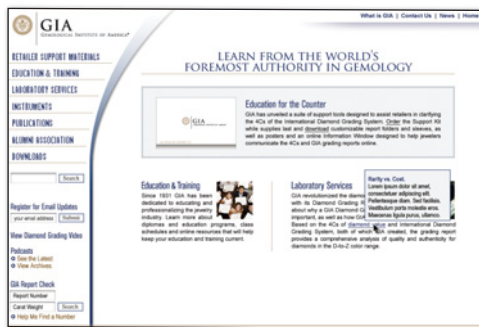 What is GIA | Contact Us | News | Home
GIA
GEMOLOGICAL INSTITUTE OF AMERICA®
RETAILER SUPPORT MATERIALS
EDUCATION & TRAINING
LABORATORY SERVICES
INSTRUMENTS
PUBLICATIONS
ALUMNI ASSOCIATION
DOWNLOADS
Search
Register for Email Updates
your email address Submit
View Diamond Grading Video
Podcasts
See the Latest
View Archives.
GIA Report Check
Report Number
Carat Weight Search
Help Me Find a Number
LEARN FROM THE WORLD'S
FOREMOST AUTHORITY IN GEMOLOGY
GIA
Education for the Counter
GIA has unveiled a suite of support tools designed to assist retailers in clarifying
the 4Cs of the International Diamond Grading System. Order the Support Kit
while supplies last and download customizable report folders and sleeves, as
well as posters and an online Information Window designed to help jewelers
communicate the 4Cs and GIA grading reports online.
Education & Training
Since 1931 GIA has been
dedicated to educating and
professionalizing the jewelry
industry. Learn more about
diplomas and education programs, class
schedules and online resources that will help
keep your education and training current.
Laboratory Services
GIA revolutionized the diam
with its Diamond Grading R
about why a GIA Diamond G
important, as well as how GIA
Based on the 4Cs of diamond value and International Diamond
Grading System, both of which GIA created, the grading report
provides a comprehensive analysis of quality and authenticity for
diamonds in the D-to-Z color range.
Rarity vs. Cost.
Lorem ipsum dolor sit amet,
consectetuer adipiscing elit.
Pellentesque diam. Sed facilisis.
Vestibulum porta molestie eros.
Maecenas ligula purus, ullamco.